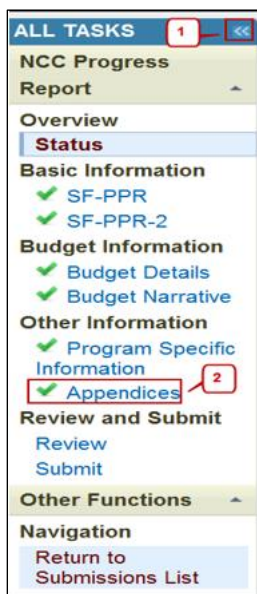 ALL TASKS 1 <<
NCC Progress
Report
Overview
Status
Basic Information
SF-PPR
SF-PPR-2
Budget Information
Budget Details
Budget Narrative
Other Information
Program Specific
Information
2
Appendices
Review and Submit
Review
Submit
Other Functions
Navigation
Return to
Submissions List